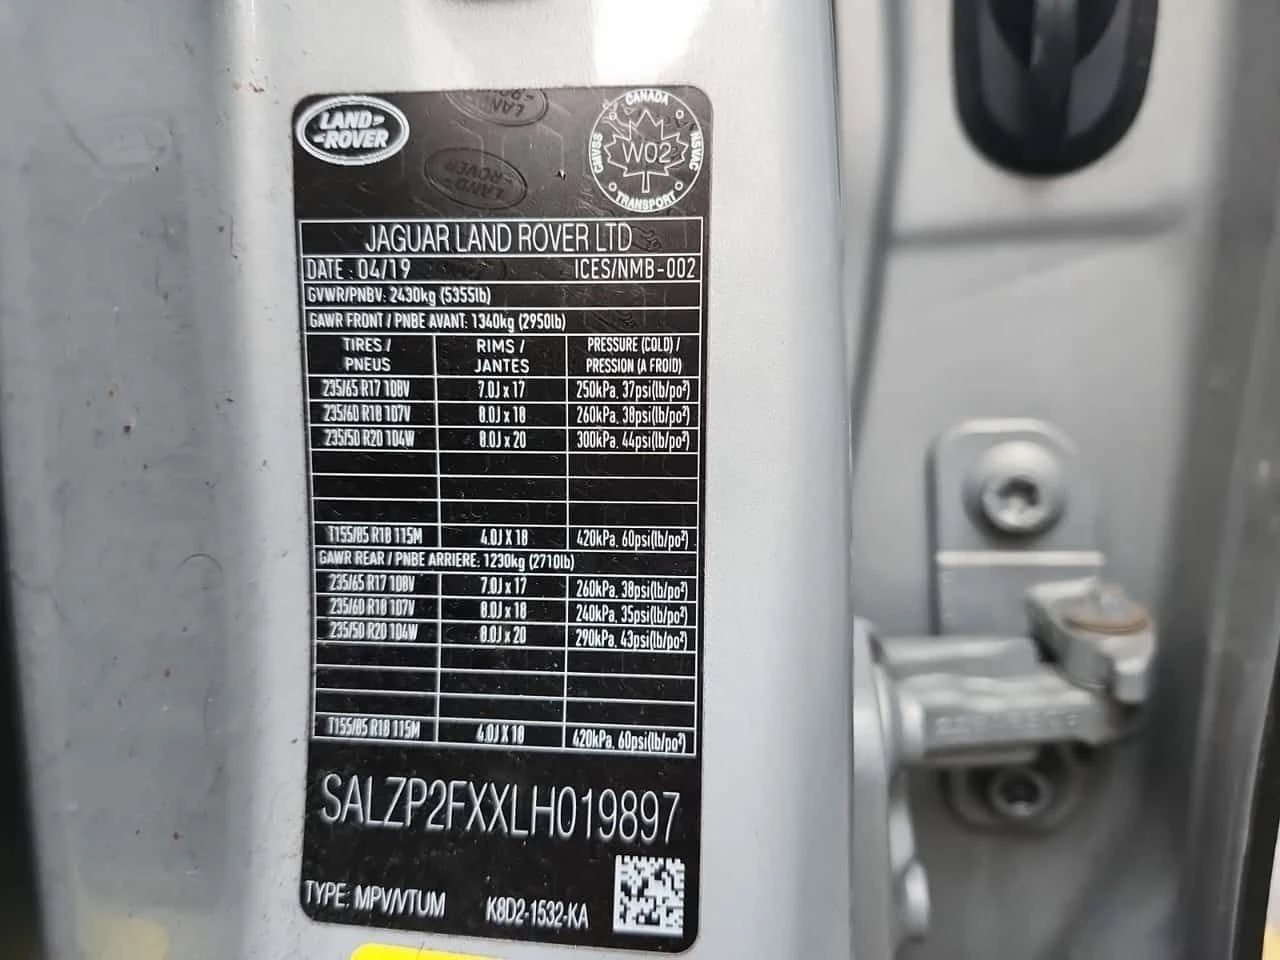 LAND-
-ROVER
LAND-
-ROVER
CANADA
CMVSS
W02
NSVAC
TRANSPORT
JAGUAR LAND ROVER LTD
DATE : 04/19 ICES/NMB-002
GVWR/PNBV: 2430kg (5355lb)
GAWR FRONT / PNBE AVANT: 1340kg (2950lb)
TIRES / RIMS / PRESSURE (COLD) /
PNEUS JANTES PRESSION (A FROID)
235/65 R17 108V 7.0J x 17 250kPa, 37psi(lb/po²)
235/60 R18 107V 8.0J x 18 260kPa, 38psi(lb/po²)
235/50 R20 104W 8.0J x 20 300kPa, 44psi(lb/po²)
T155/85 R18 115M 4.0J X 18 420kPa, 60psi(lb/po²)
GAWR REAR / PNBE ARRIERE: 1230kg (2710lb)
235/65 R17 108V 7.0J x 17 260kPa, 38psi(lb/po²)
235/60 R18 107V 8.0J x 18 240kPa, 35psi(lb/po²)
235/50 R20 104W 8.0J x 20 290kPa, 43psi(lb/po²)
T155/85 R18 115M 4.0J X 18 420kPa, 60psi(lb/po²)
SALZP2FXXLH019897
TYPE: MPV/VTUM K8D2-1532-KA